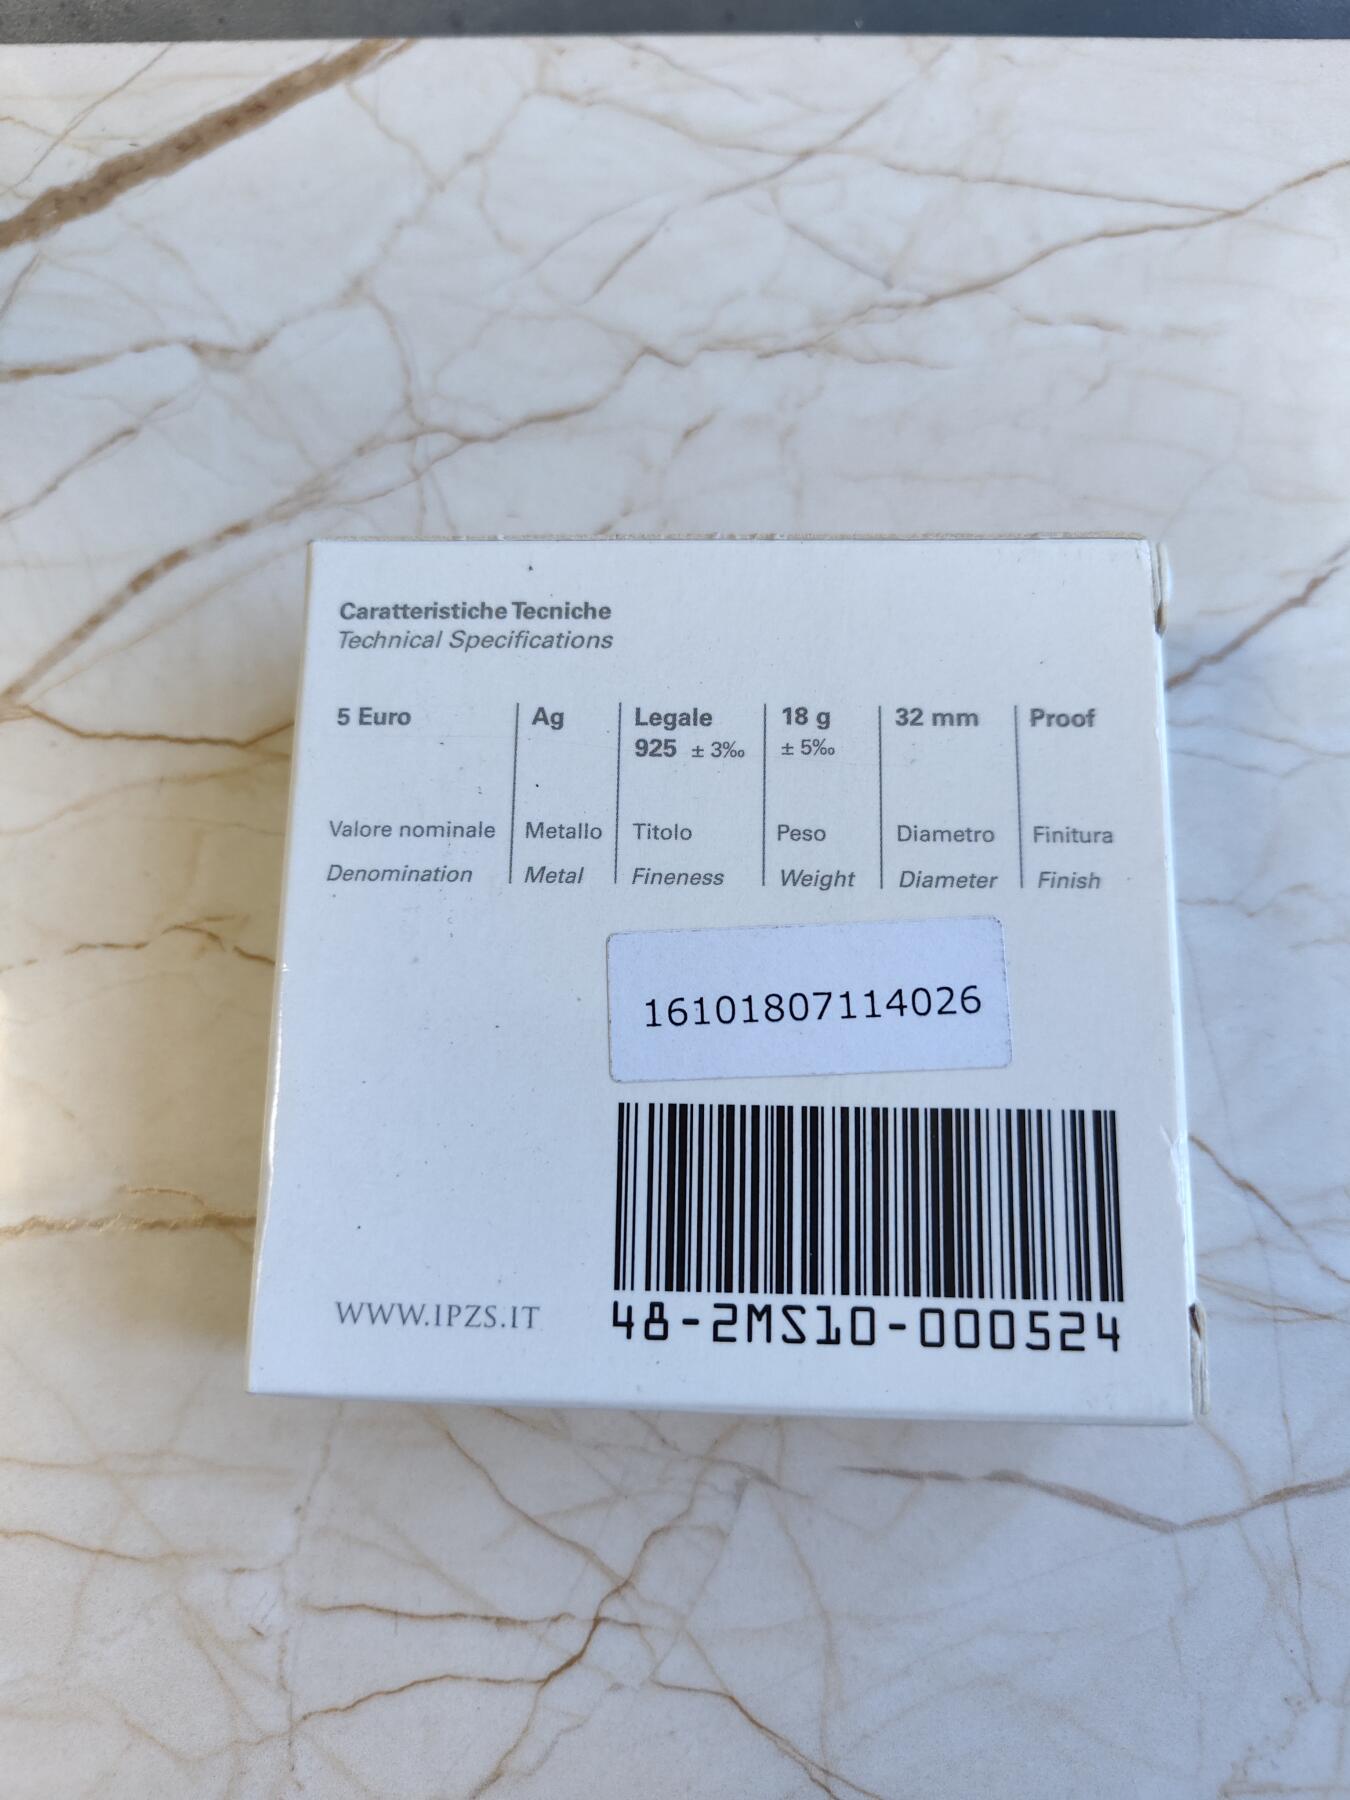 Caratteristiche Tecniche
Technical Specifications
5 Euro Ag Legale 18 g 32 mm Proof
925 ± 3‰ ± 5‰
Valore nominale Metallo Titolo Peso Diametro Finitura
Denomination Metal Fineness Weight Diameter Finish
16101807114026
WWW.IPZS.IT 48-2MS10-000524